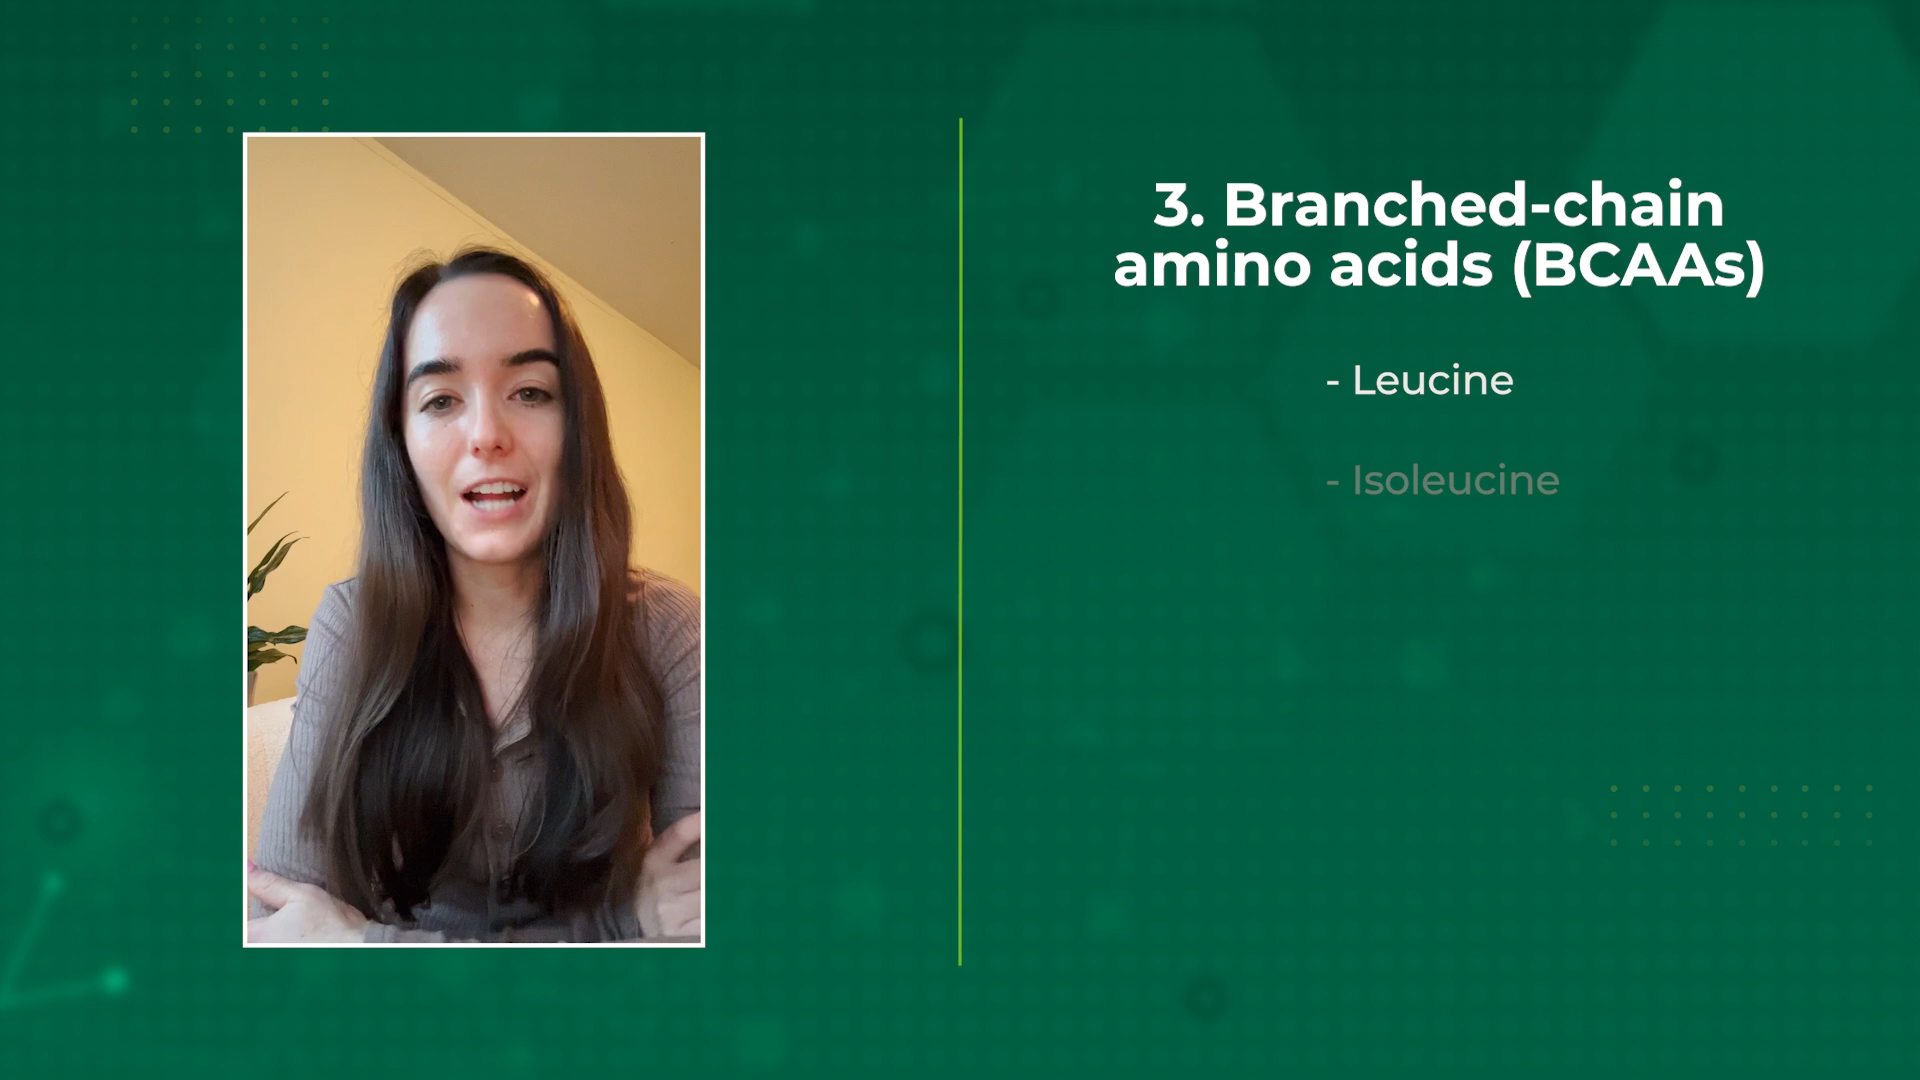 3. Branched-chain
amino acids (BCAAs)
- Leucine
- Isoleucine